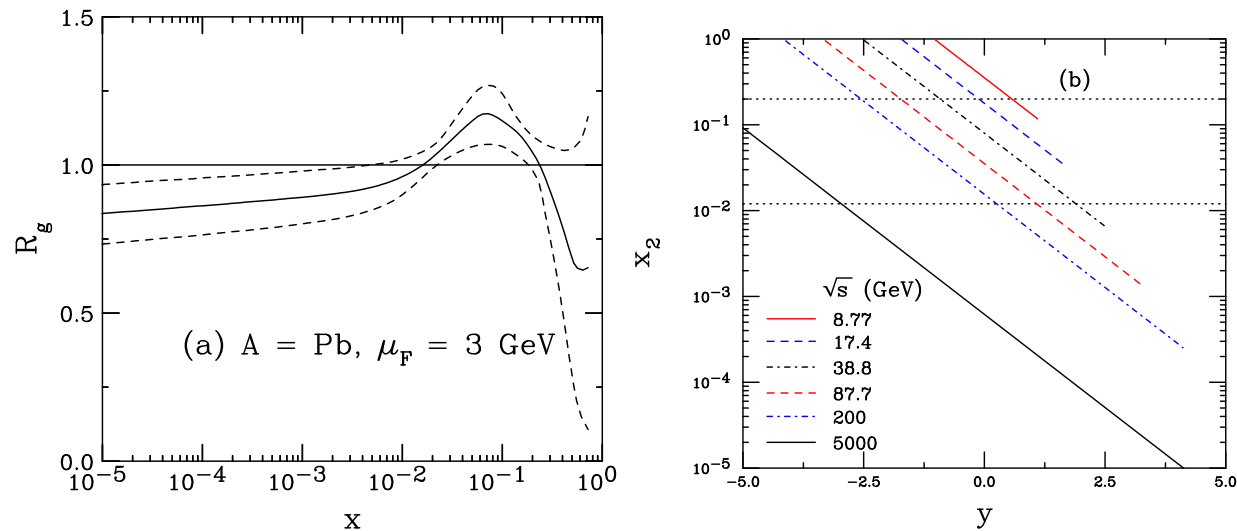 1.5
1.0
0.5
0.0
R_g
(a) A = Pb, μ_F = 3 GeV
10^-5 10^-4 10^-3 10^-2 10^-1 10^0
x
10^0
10^-1
10^-2
10^-3
10^-4
10^-5
x_2
(b)
√s (GeV)
8.77
17.4
38.8
87.7
200
5000
-5.0 -2.5 0.0 2.5 5.0
y